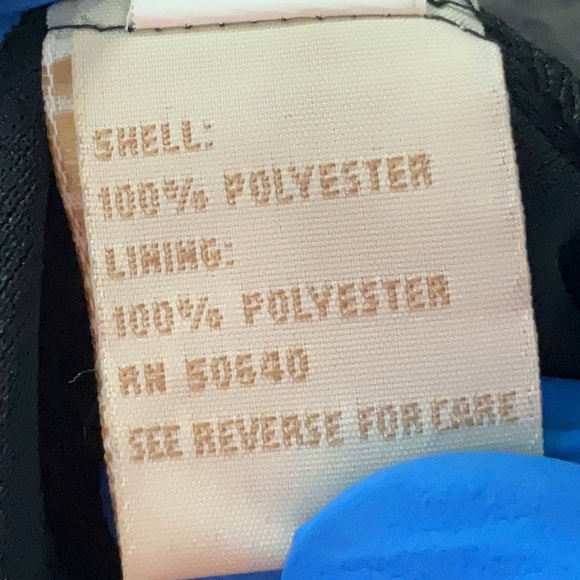 SHELL:
100% POLYESTER
LINING:
100% POLYESTER
RN 50640
SEE REVERSE FOR CARE